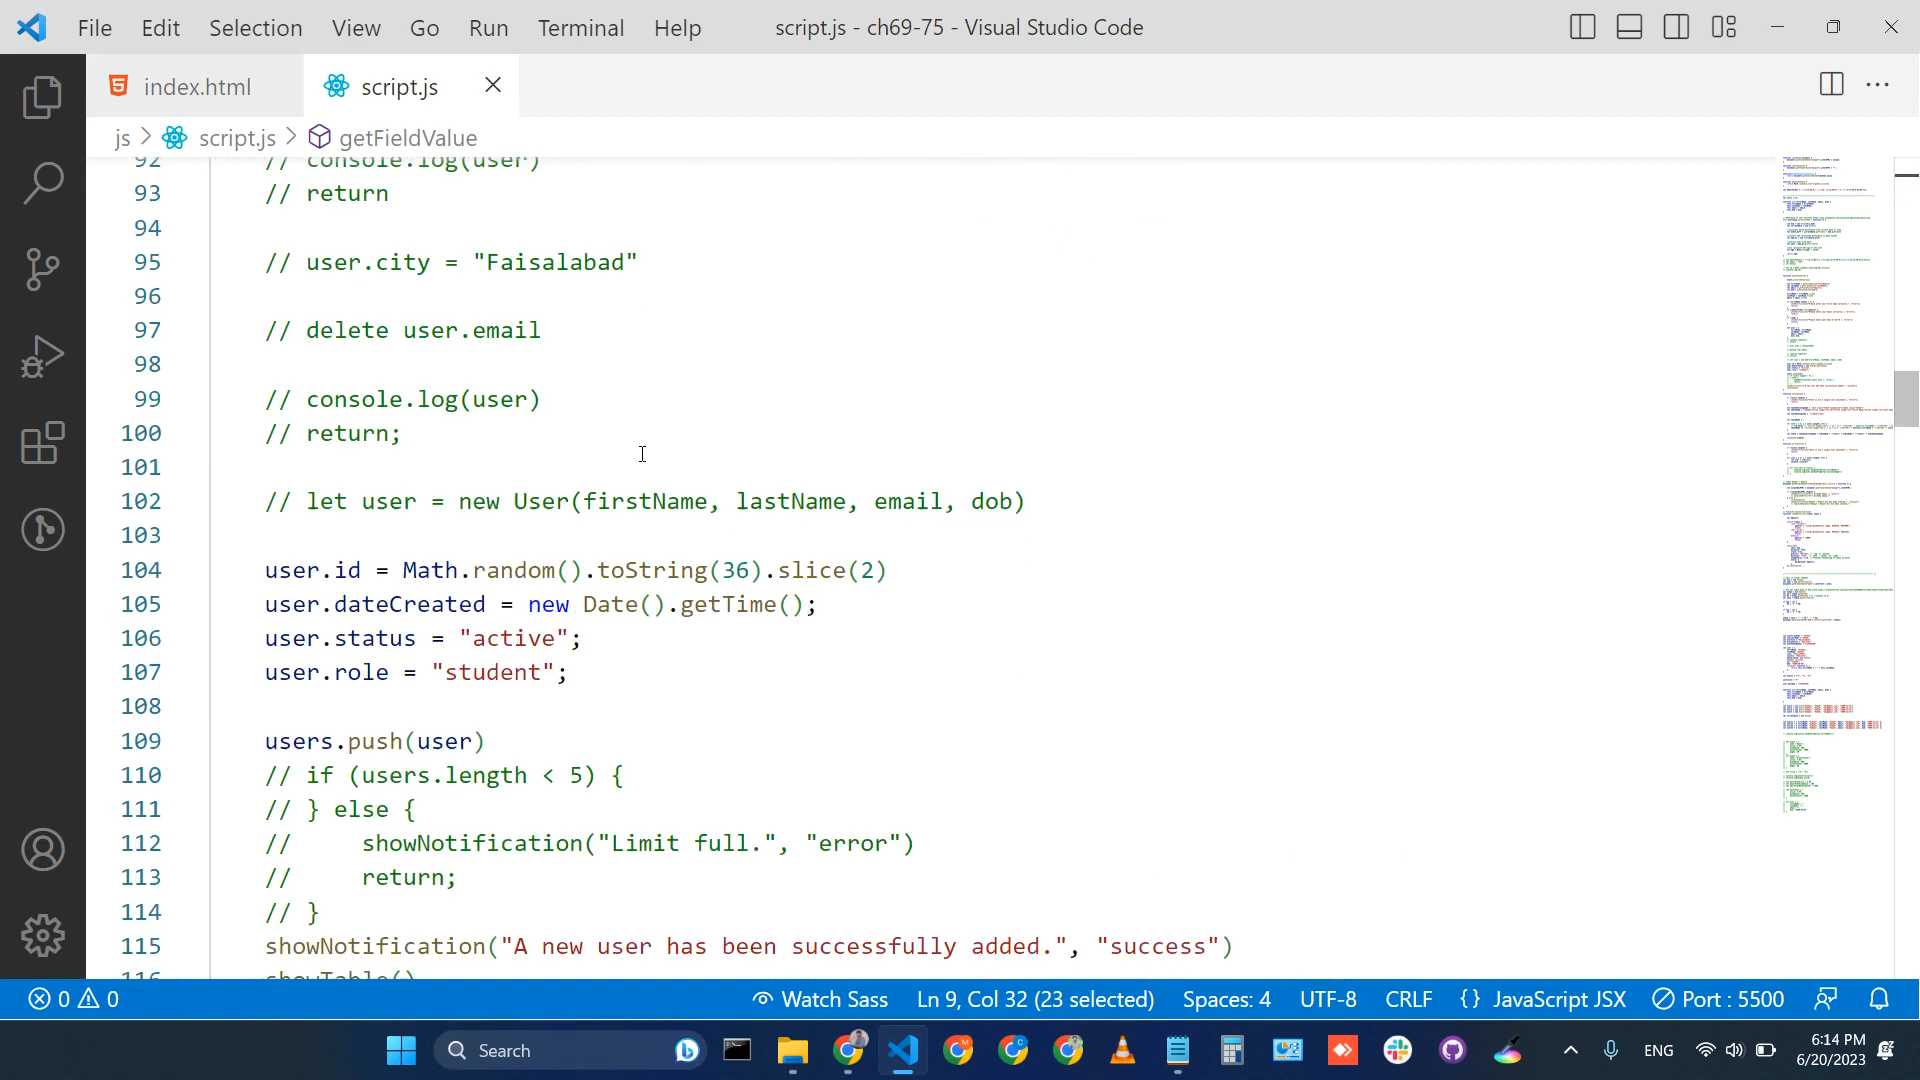 File Edit Selection View Go Run Terminal Help script.js - ch69-75 - Visual Studio Code
index.html script.js
js > script.js > getFieldValue
92 // console.log(user)
93 // return
94
95 // user.city = "Faisalabad"
96
97 // delete user.email
98
99 // console.log(user)
100 // return;
101
102 // let user = new User(firstName, lastName, email, dob)
103
104 user.id = Math.random().toString(36).slice(2)
105 user.dateCreated = new Date().getTime();
106 user.status = "active";
107 user.role = "student";
108
109 users.push(user)
110 // if (users.length < 5) {
111 // } else {
112 //     showNotification("Limit full.", "error")
113 //     return;
114 // }
115 showNotification("A new user has been successfully added.", "success")
116 showTable()
0 0 Watch Sass Ln 9, Col 32 (23 selected) Spaces: 4 UTF-8 CRLF {} JavaScript JSX Port : 5500
Search ENG 6:14 PM
6/20/2023